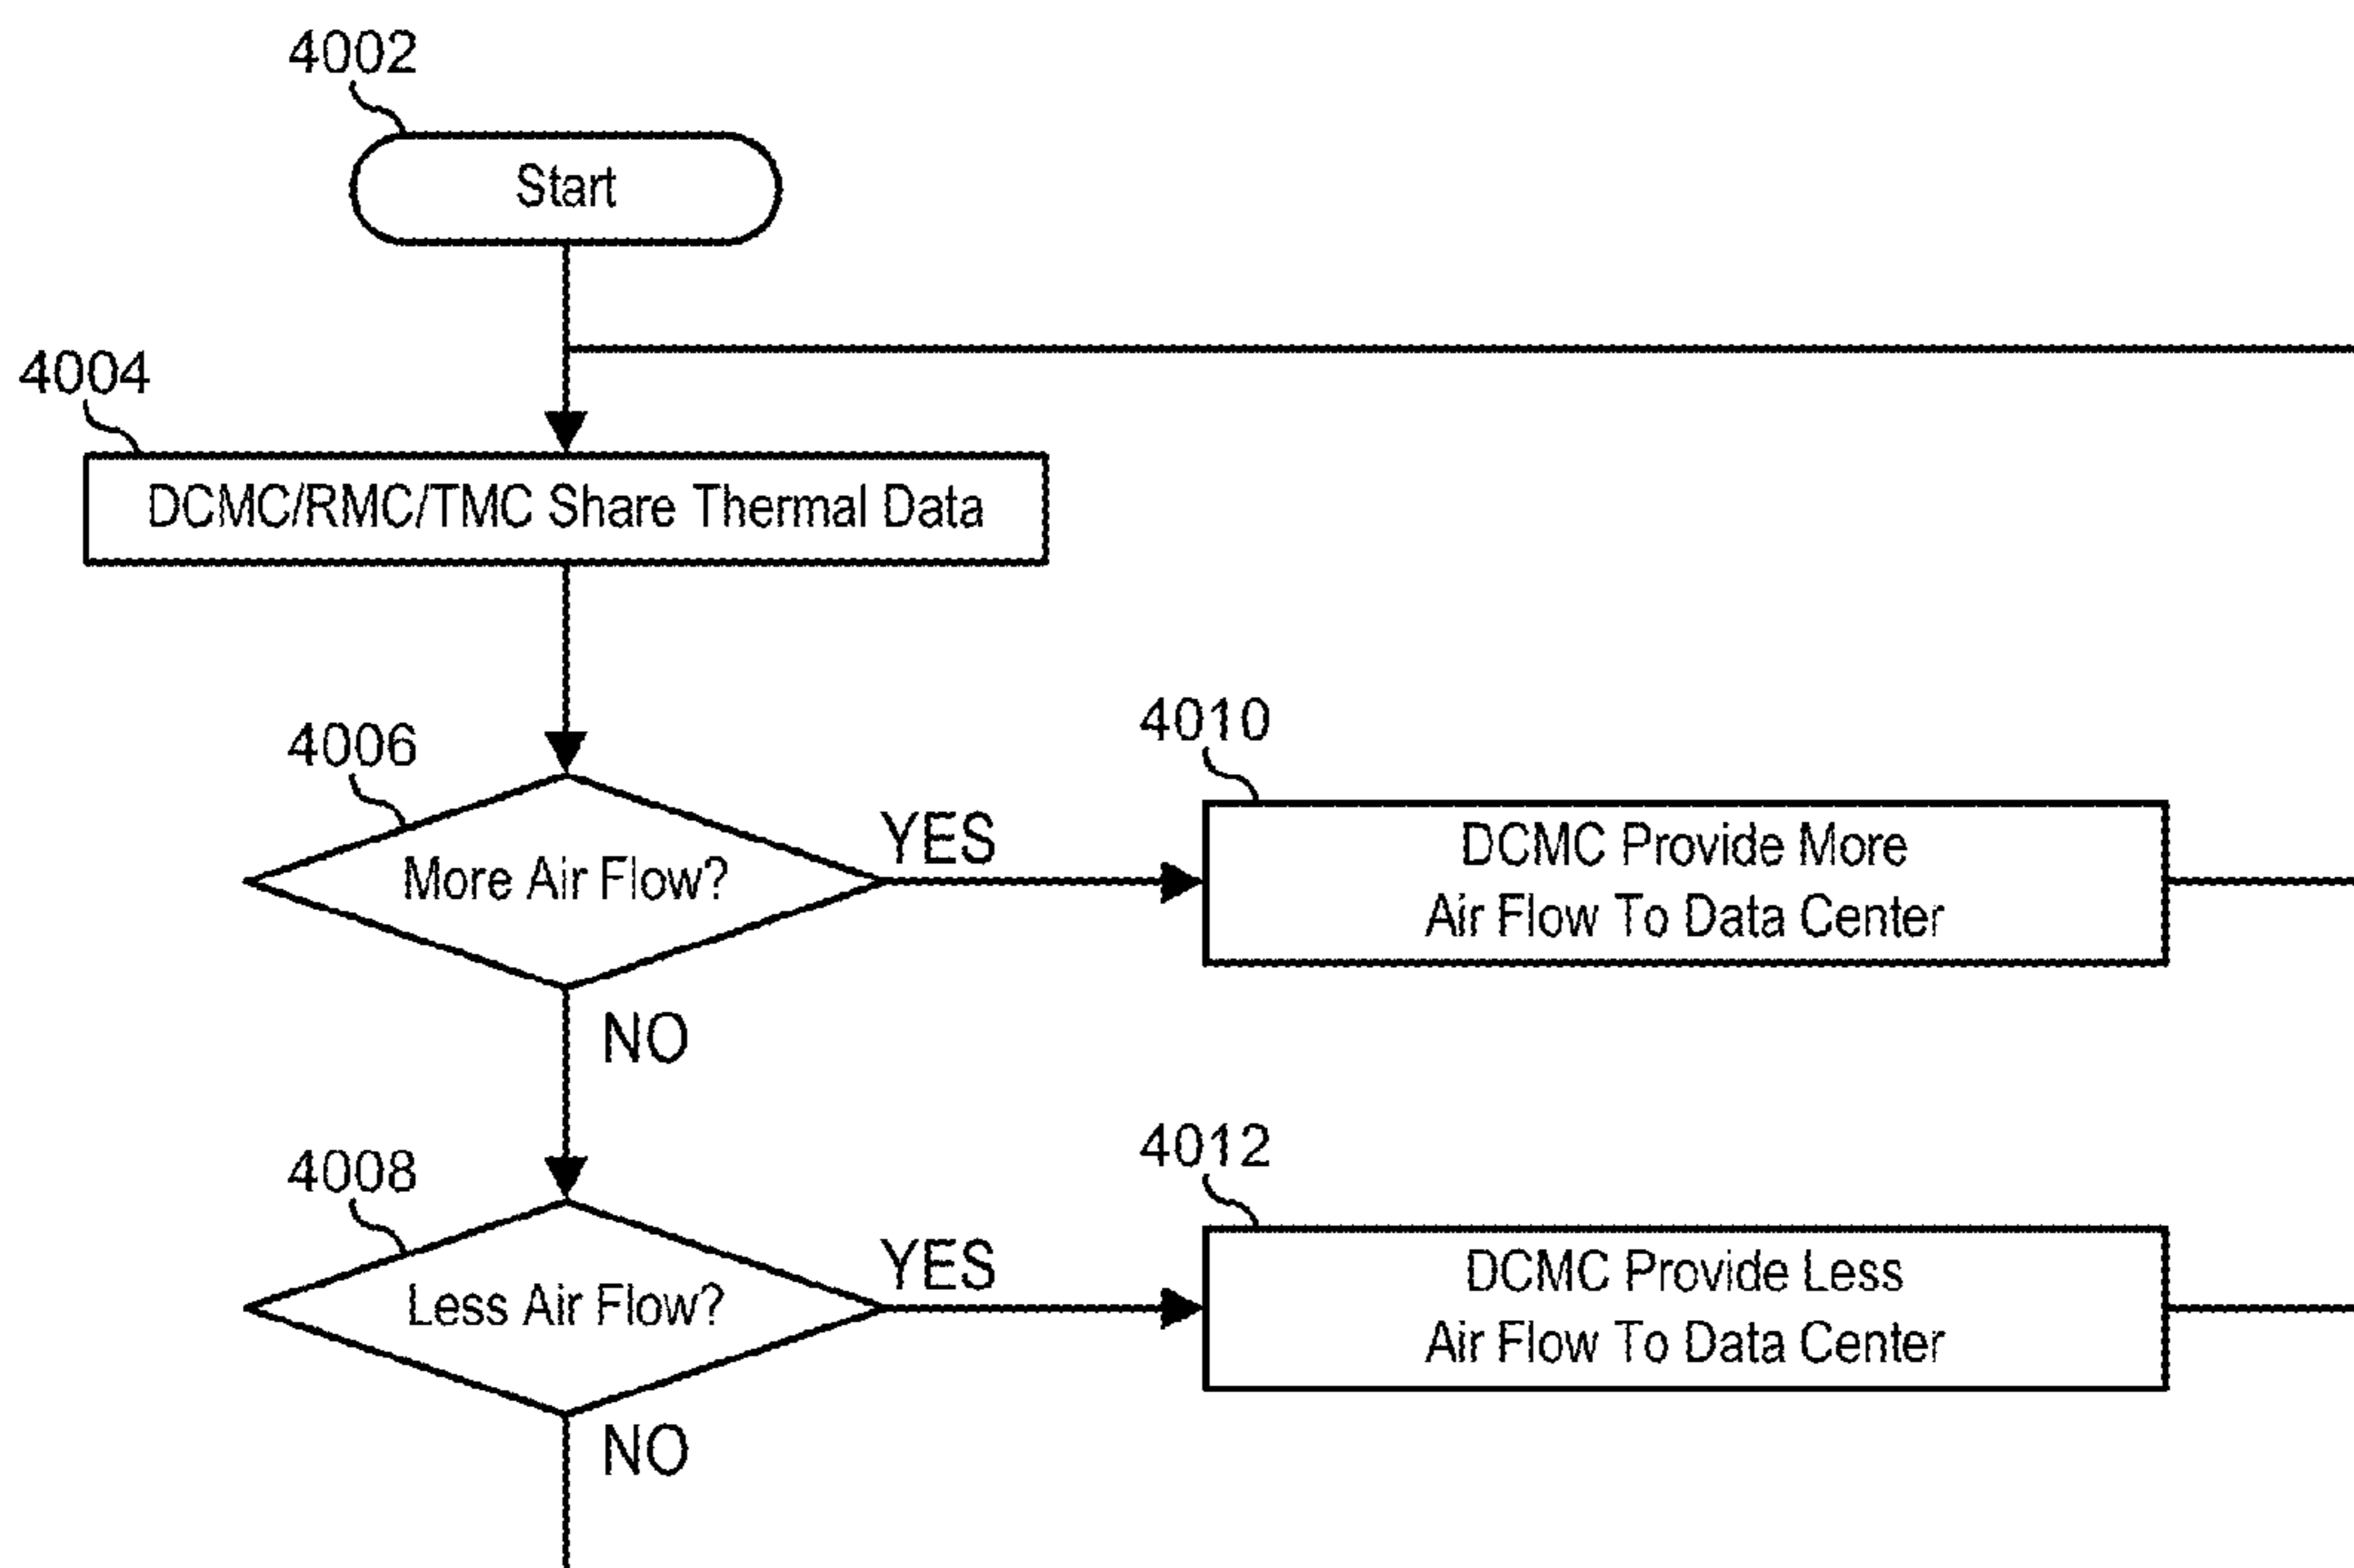 4002
Start
4004
DCMC/RMC/TMC Share Thermal Data
4006
More Air Flow?
YES
4010
DCMC Provide More
Air Flow To Data Center
NO
4008
Less Air Flow?
YES
4012
DCMC Provide Less
Air Flow To Data Center
NO